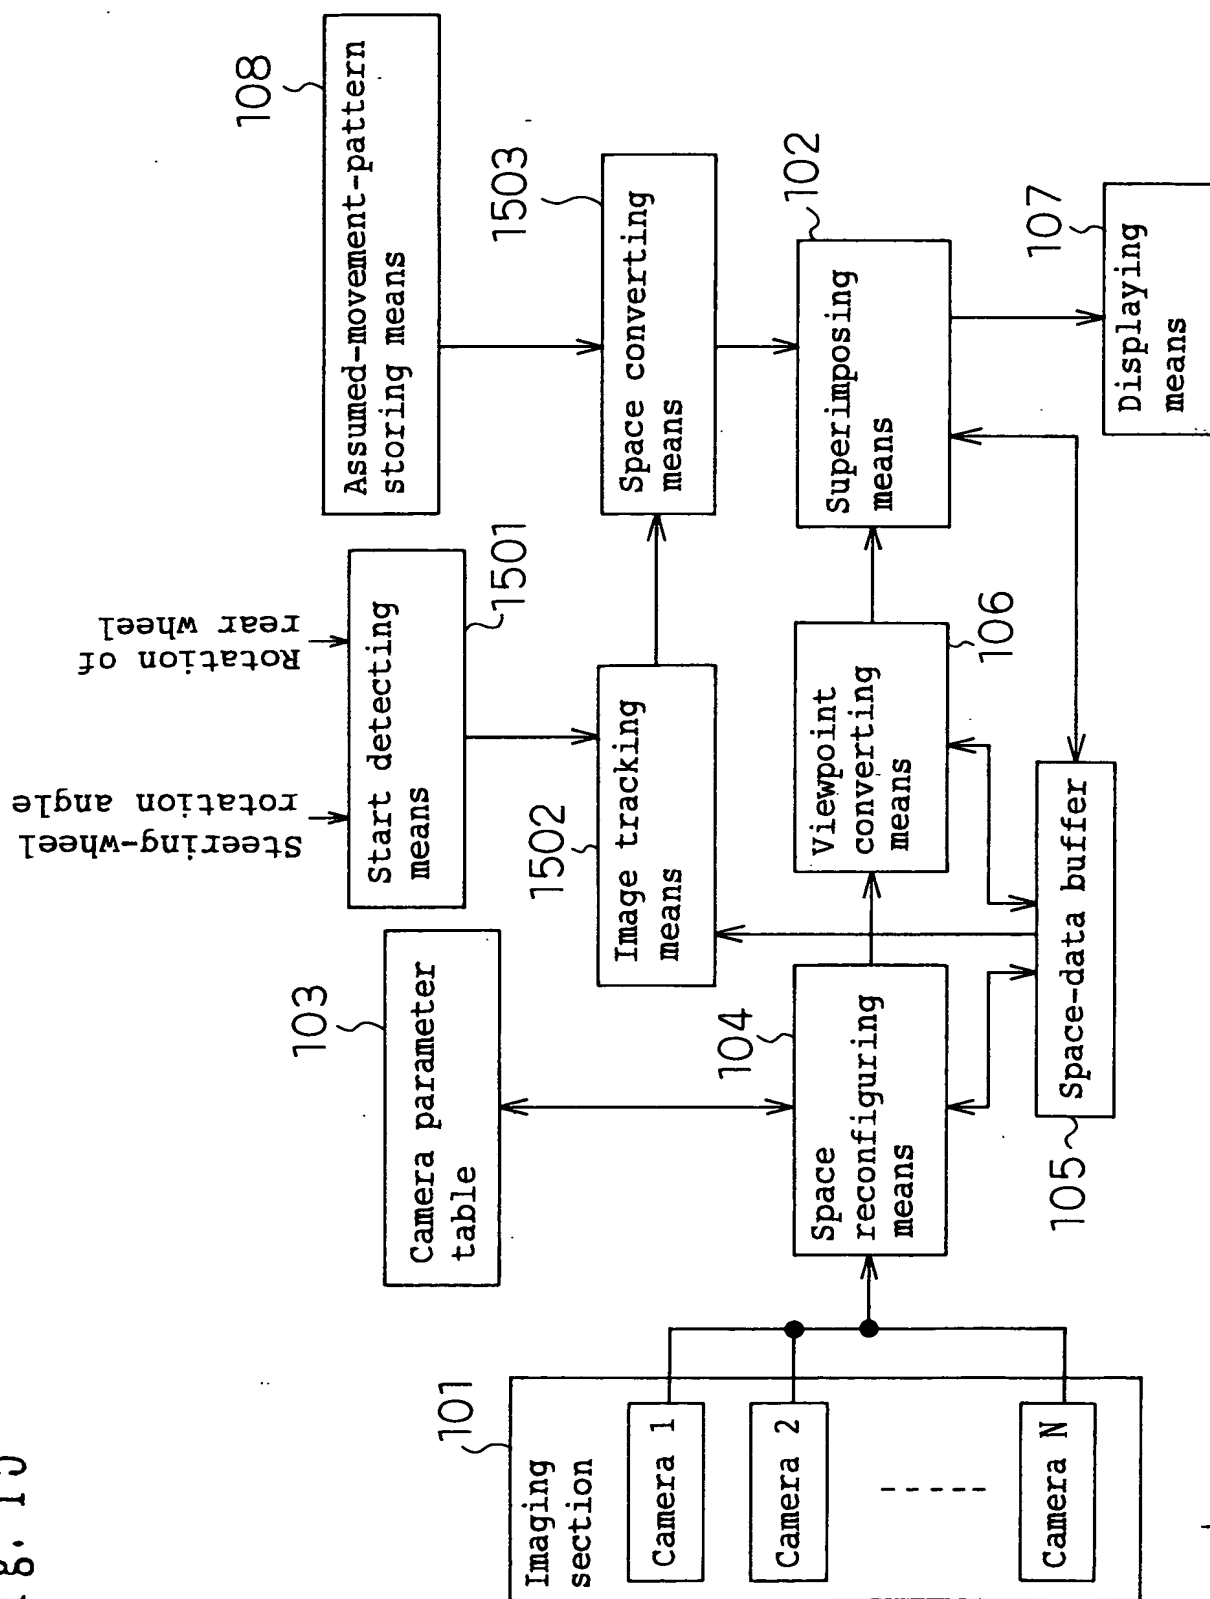 108
Assumed-movement-pattern
storing means
Rotation of
rear wheel
Steering-wheel
rotation angle
Start detecting
means
1501
1503
Space converting
means
103
Camera parameter
table
1502
Image tracking
means
102
Superimposing
means
106
Viewpoint
converting
means
104
Space
reconfiguring
means
107
Displaying
means
105
Space-data buffer
101
Imaging
section
Camera 1
Camera 2
Camera N